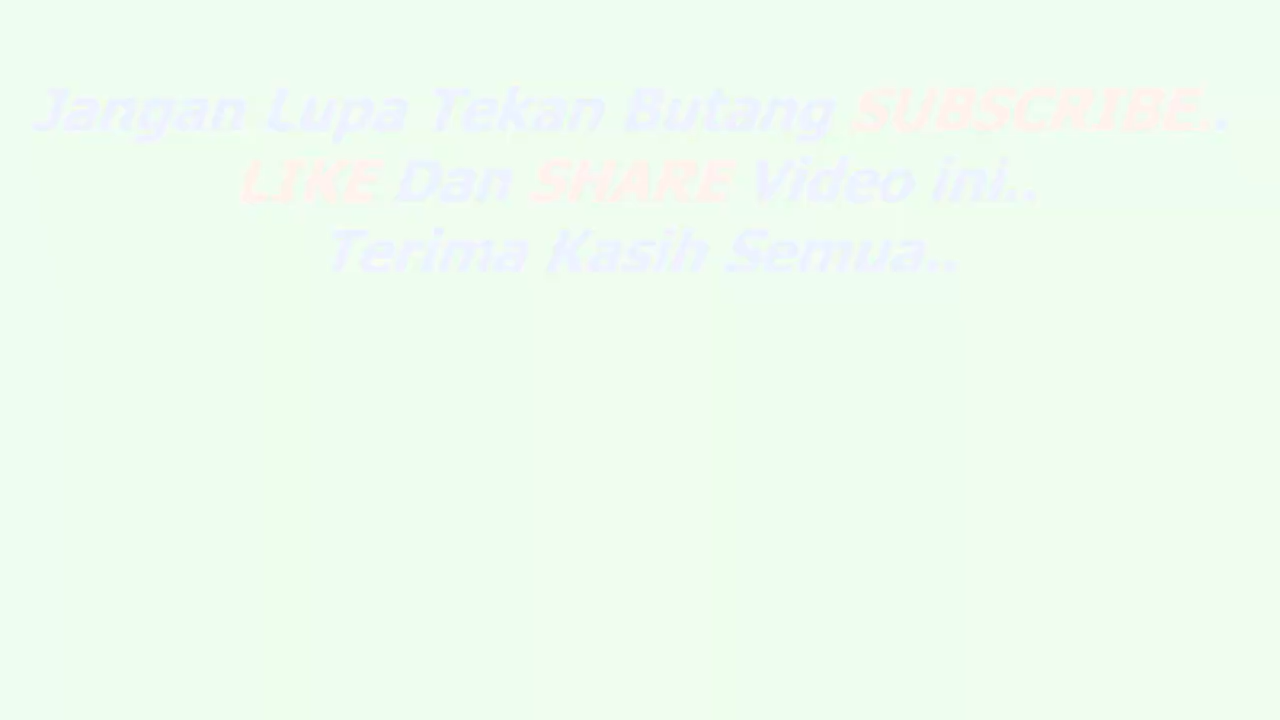 Jangan Lupa Tekan Butang SUBSCRIBE..
LIKE Dan SHARE Video ini..
Terima Kasih Semua..